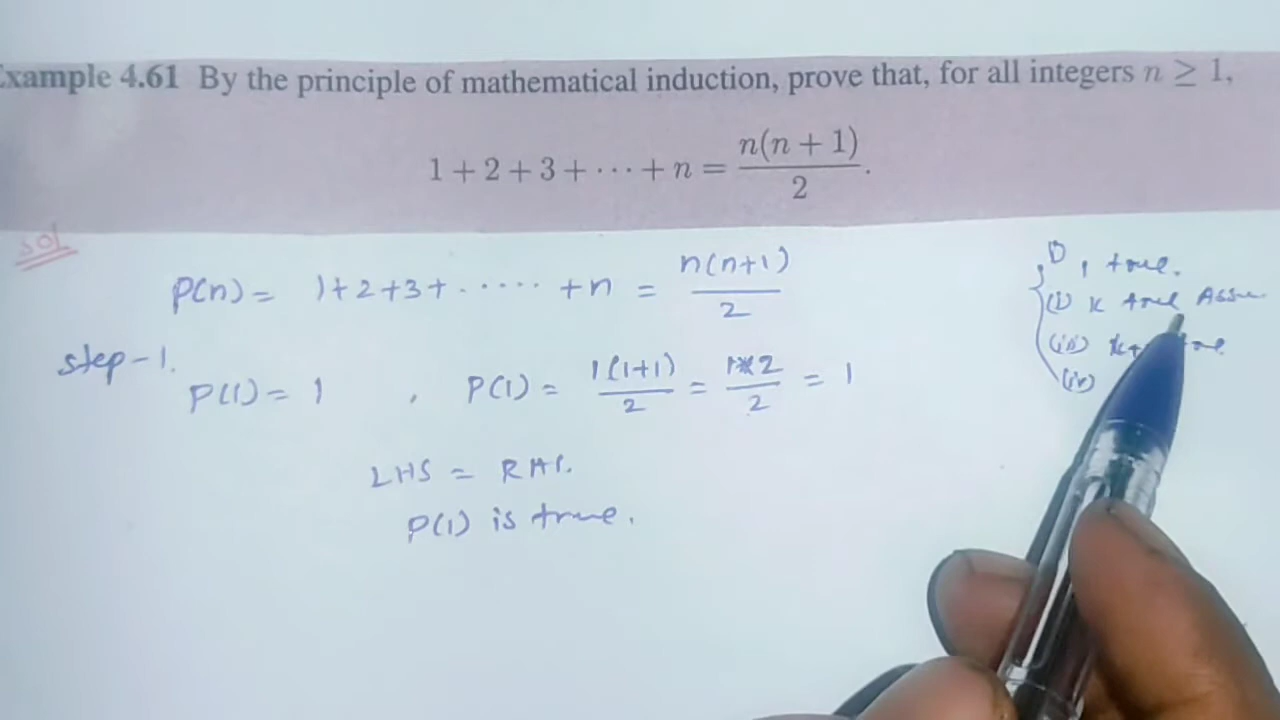 xample 4.61 By the principle of mathematical induction, prove that, for all integers n ≥ 1,
1 + 2 + 3 + ··· + n = n(n + 1)/2.
sol
P(n) = 1+2+3+ ..... +n = n(n+1)/2
step-1.
P(1) = 1 , P(1) = 1(1+1)/2 = 1*2/2 = 1
LHS = RHS.
P(1) is true.
1 true.
k true Assu
(iii)
(iv)